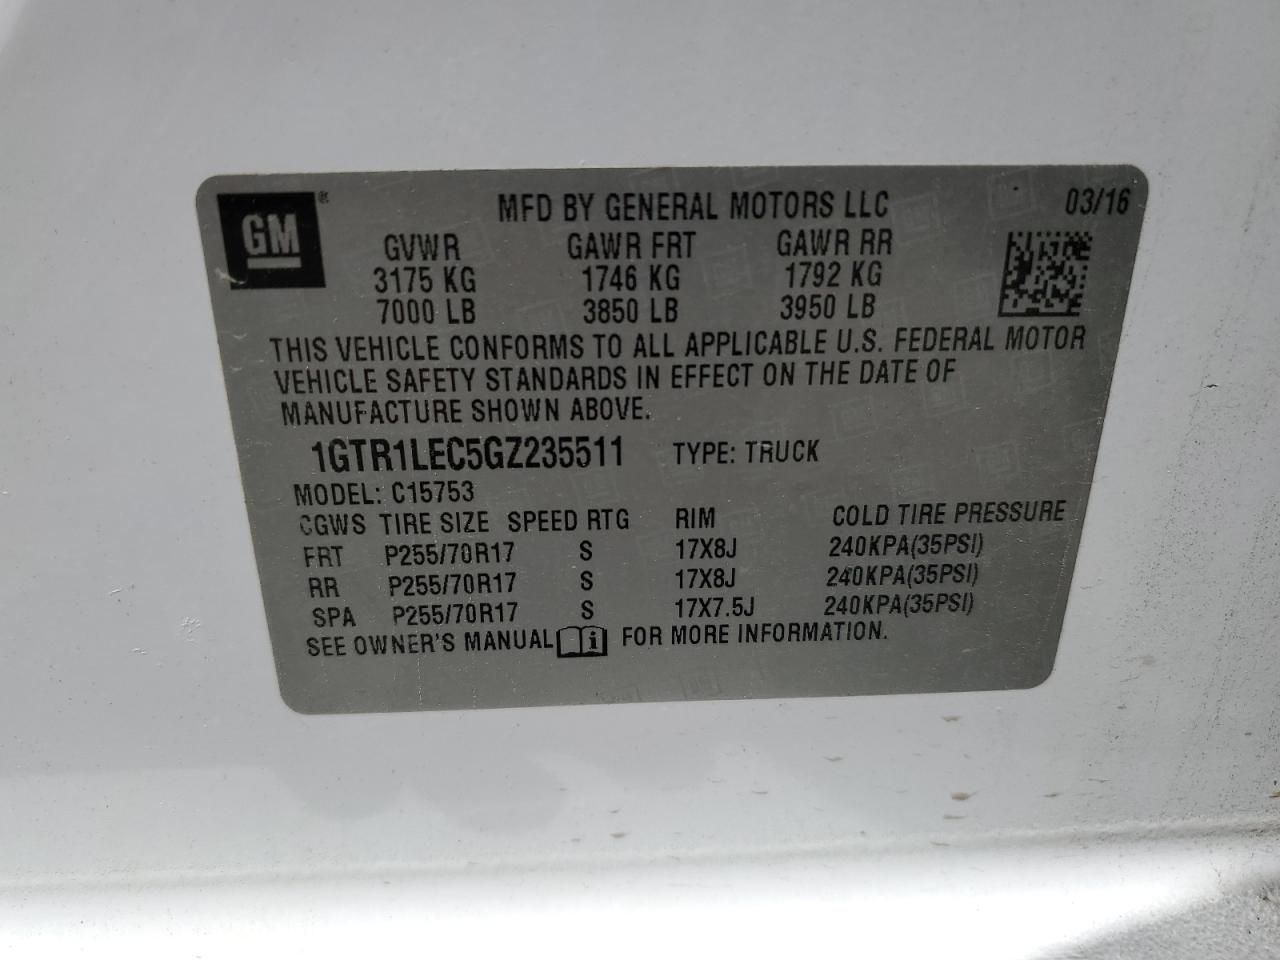 GM® MFD BY GENERAL MOTORS LLC 03/16
GVWR GAWR FRT GAWR RR
3175 KG 1746 KG 1792 KG
7000 LB 3850 LB 3950 LB
THIS VEHICLE CONFORMS TO ALL APPLICABLE U.S. FEDERAL MOTOR
VEHICLE SAFETY STANDARDS IN EFFECT ON THE DATE OF
MANUFACTURE SHOWN ABOVE.
1GTR1LEC5GZ235511 TYPE: TRUCK
MODEL: C15753
CGWS TIRE SIZE SPEED RTG RIM COLD TIRE PRESSURE
FRT P255/70R17 S 17X8J 240KPA(35PSI)
RR P255/70R17 S 17X8J 240KPA(35PSI)
SPA P255/70R17 S 17X7.5J 240KPA(35PSI)
SEE OWNER'S MANUAL i FOR MORE INFORMATION.